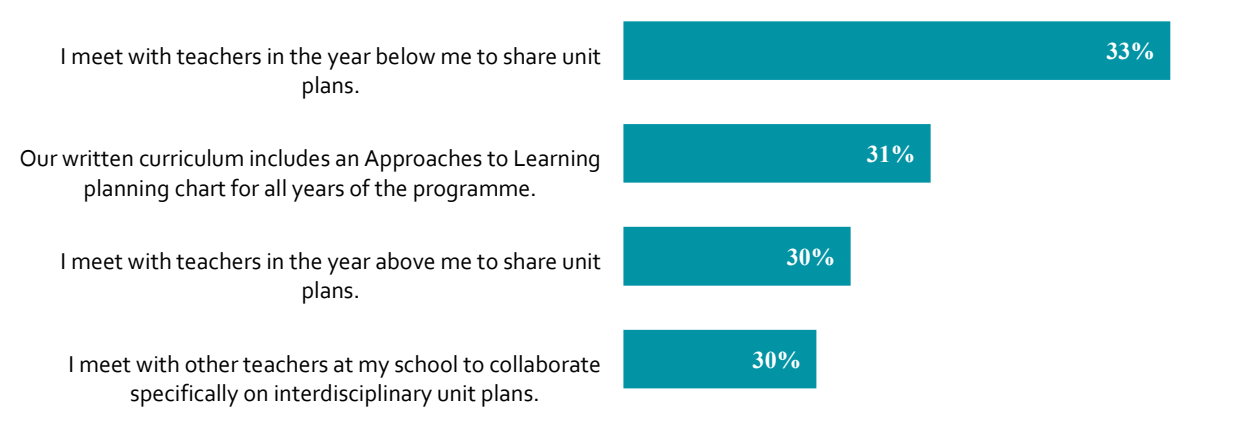 I meet with teachers in the year below me to share unit
plans.
33%
Our written curriculum includes an Approaches to Learning
planning chart for all years of the programme.
31%
I meet with teachers in the year above me to share unit
plans.
30%
I meet with other teachers at my school to collaborate
specifically on interdisciplinary unit plans.
30%